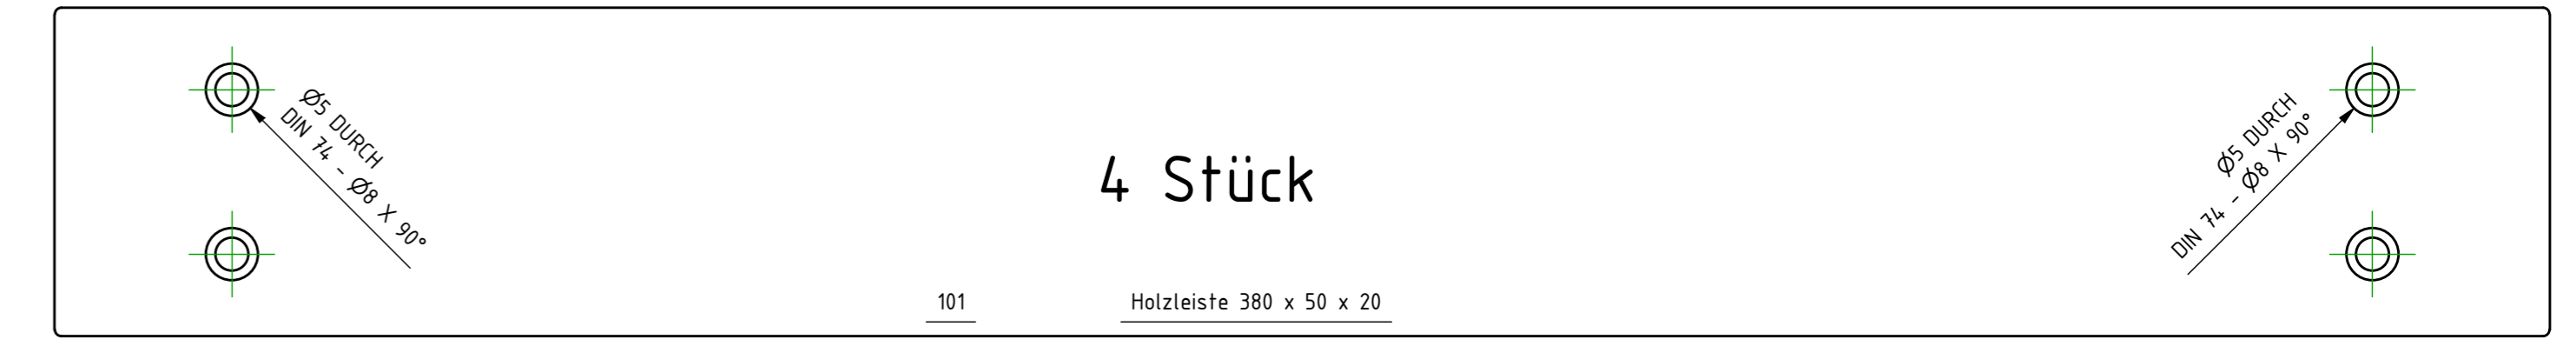 Ø5 DURCH
DIN 74 - Ø8 X 90°
4 Stück
Ø5 DURCH
DIN 74 - Ø8 X 90°
101
Holzleiste 380 x 50 x 20